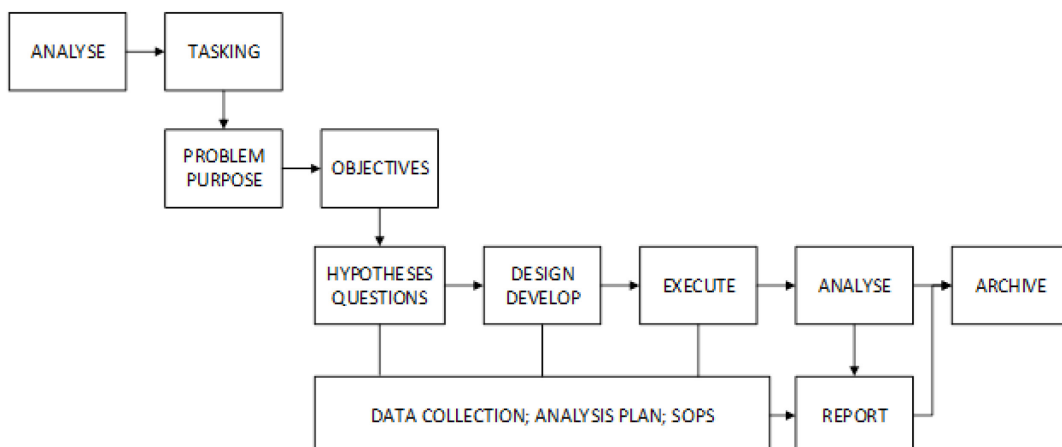 ANALYSE
TASKING
PROBLEM
PURPOSE
OBJECTIVES
HYPOTHESES
QUESTIONS
DESIGN
DEVELOP
EXECUTE
ANALYSE
ARCHIVE
DATA COLLECTION; ANALYSIS PLAN; SOPS
REPORT